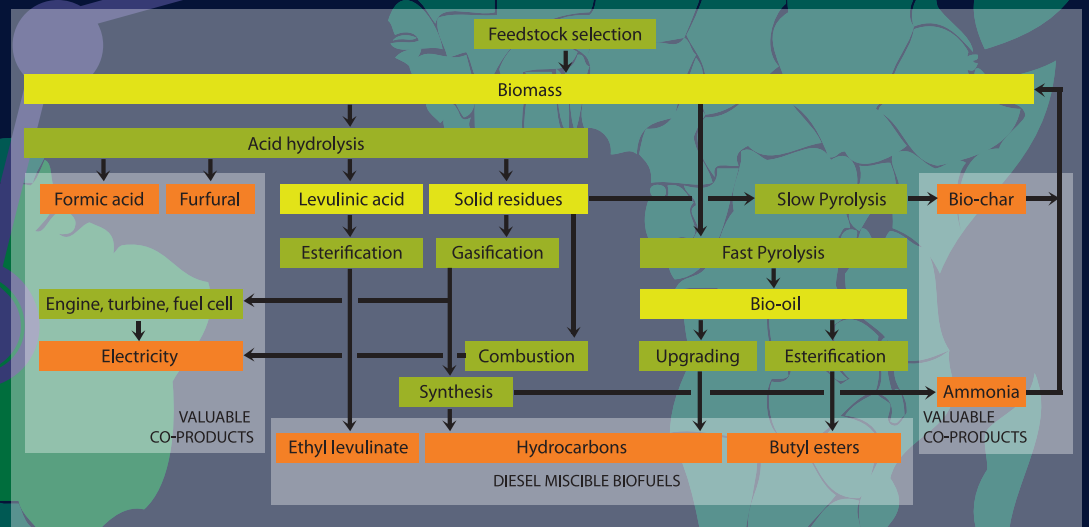 Feedstock selection
Biomass
Acid hydrolysis
Formic acid
Furfural
Levulinic acid
Solid residues
Slow Pyrolysis
Bio-char
Esterification
Gasification
Fast Pyrolysis
Engine, turbine, fuel cell
Bio-oil
Electricity
Combustion
Upgrading
Esterification
Synthesis
Ammonia
VALUABLE
CO-PRODUCTS
VALUABLE
CO-PRODUCTS
Ethyl levulinate
Hydrocarbons
Butyl esters
DIESEL MISCIBLE BIOFUELS